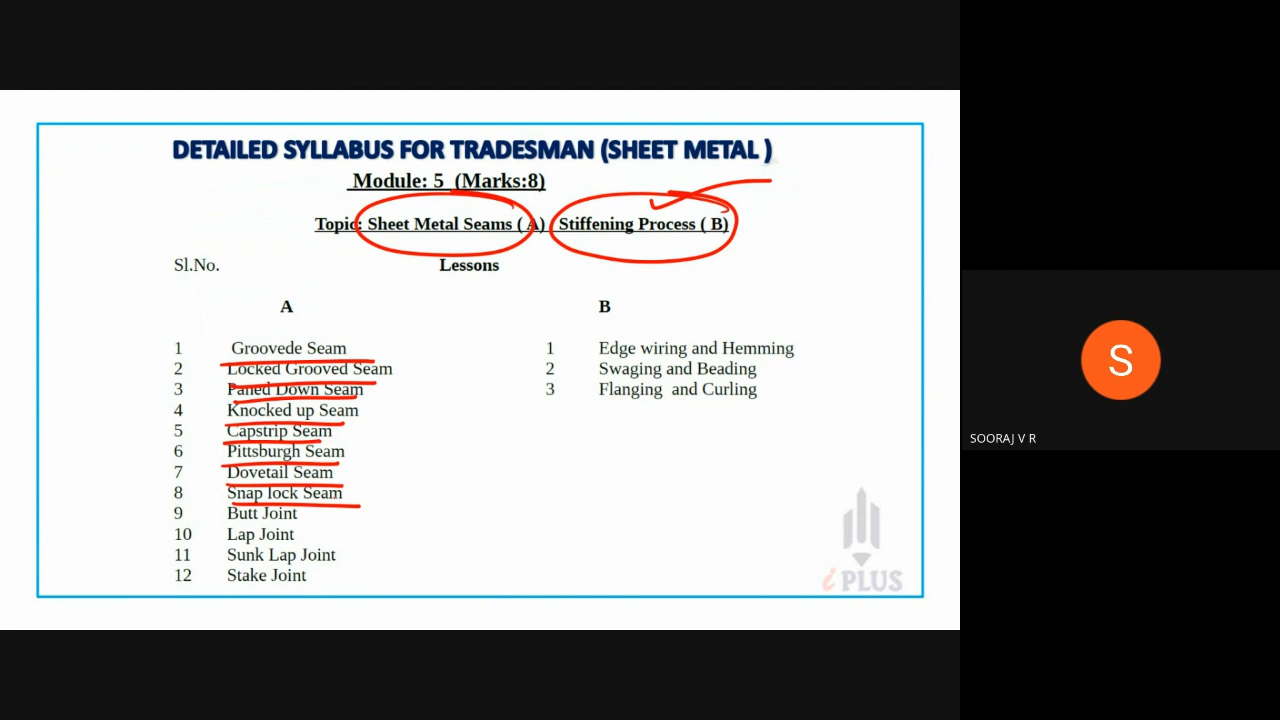 DETAILED SYLLABUS FOR TRADESMAN (SHEET METAL )
Module: 5 (Marks:8)
Topic: Sheet Metal Seams ( A) Stiffening Process ( B)
Sl.No. Lessons
A B
1 Groovede Seam 1 Edge wiring and Hemming
2 Locked Grooved Seam 2 Swaging and Beading
3 Paned Down Seam 3 Flanging and Curling
4 Knocked up Seam
5 Capstrip Seam
6 Pittsburgh Seam
7 Dovetail Seam
8 Snap lock Seam
9 Butt Joint
10 Lap Joint
11 Sunk Lap Joint
12 Stake Joint
i PLUS
S
SOORAJ V R